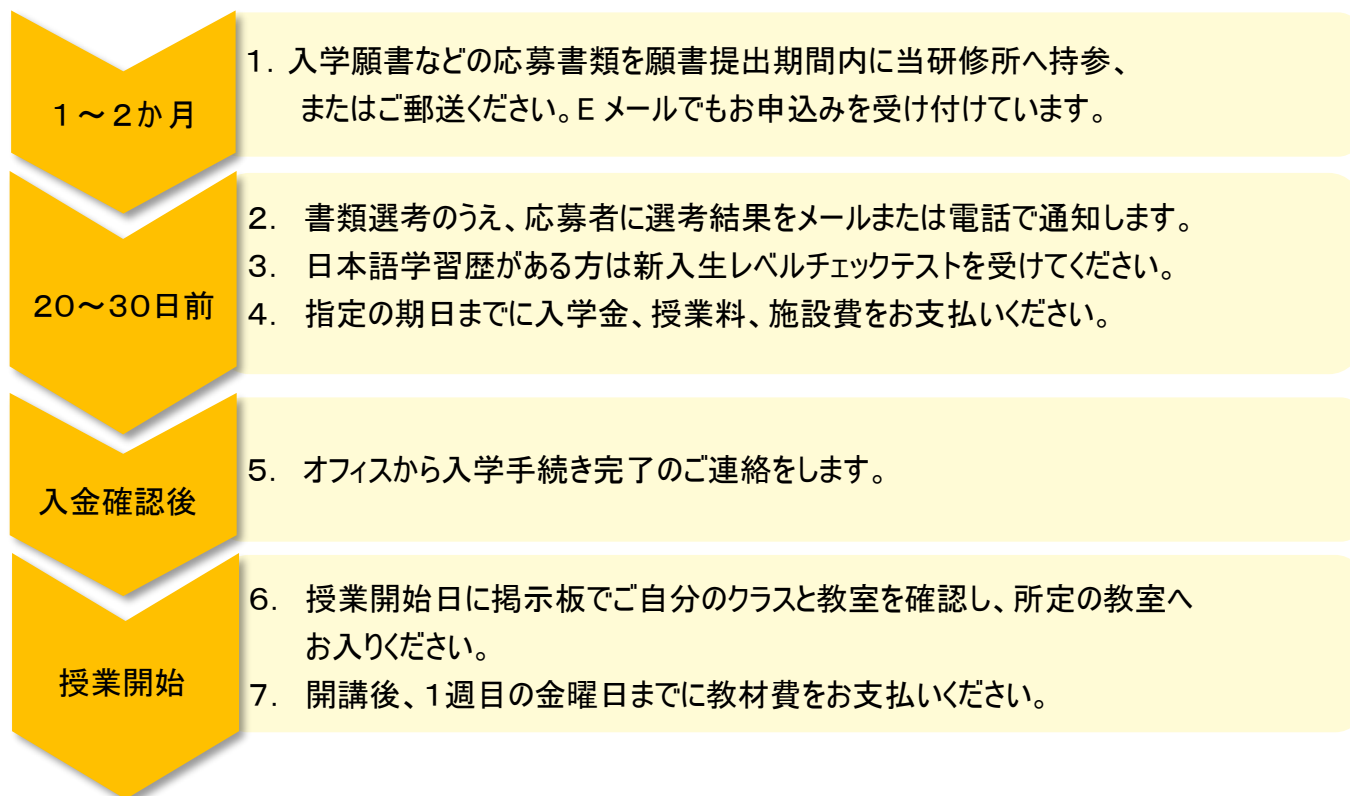 1～2か月
1. 入学願書などの応募書類を願書提出期間内に当研修所へ持参、
またはご郵送ください。Eメールでもお申込みを受け付けています。
20～30日前
2. 書類選考のうえ、応募者に選考結果をメールまたは電話で通知します。
3. 日本語学習歴がある方は新入生レベルチェックテストを受けてください。
4. 指定の期日までに入学金、授業料、施設費をお支払いください。
入金確認後
5. オフィスから入学手続き完了のご連絡をします。
授業開始
6. 授業開始日に掲示板でご自分のクラスと教室を確認し、所定の教室へ
お入りください。
7. 開講後、1週目の金曜日までに教材費をお支払いください。